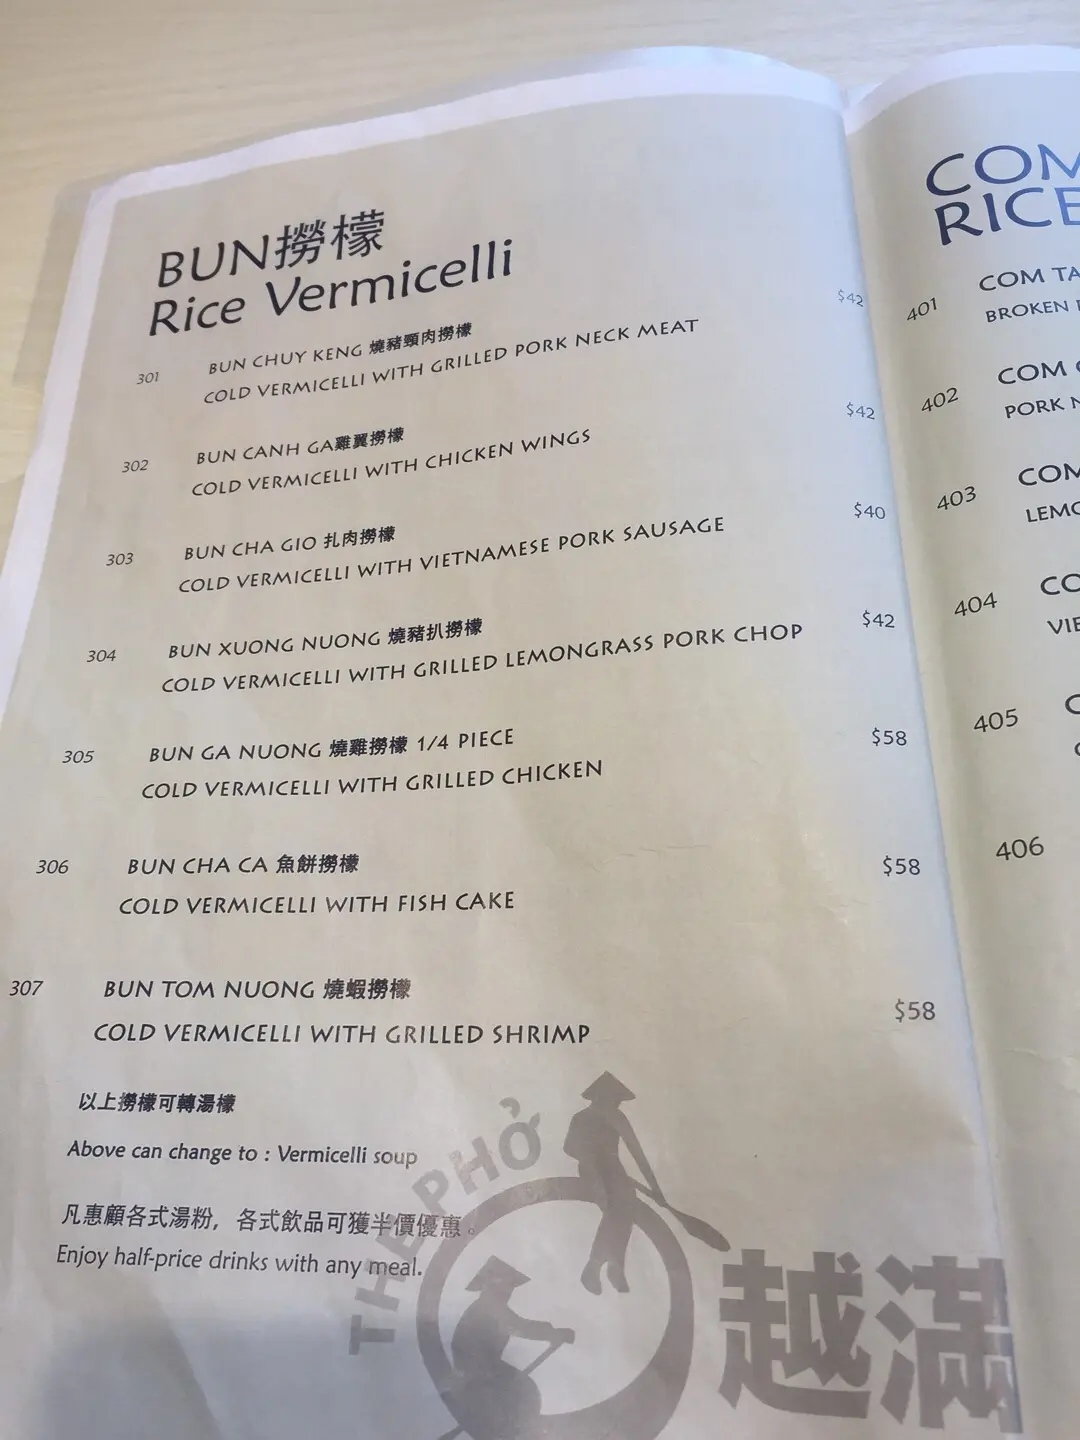 BUN撈檬
Rice Vermicelli
301 BUN CHUY KENG 燒豬頸肉撈檬 $42
COLD VERMICELLI WITH GRILLED PORK NECK MEAT
302 BUN CANH GA雞翼撈檬 $42
COLD VERMICELLI WITH CHICKEN WINGS
303 BUN CHA GIO 扎肉撈檬 $40
COLD VERMICELLI WITH VIETNAMESE PORK SAUSAGE
304 BUN XUONG NUONG 燒豬扒撈檬 $42
COLD VERMICELLI WITH GRILLED LEMONGRASS PORK CHOP
305 BUN GA NUONG 燒雞撈檬 1/4 PIECE $58
COLD VERMICELLI WITH GRILLED CHICKEN
306 BUN CHA CA 魚餅撈檬 $58
COLD VERMICELLI WITH FISH CAKE
307 BUN TOM NUONG 燒蝦撈檬 $58
COLD VERMICELLI WITH GRILLED SHRIMP
以上撈檬可轉湯檬
Above can change to : Vermicelli soup
凡惠顧各式湯粉，各式飲品可獲半價優惠。
Enjoy half-price drinks with any meal.
THE PHỞ
越滿
COM
RICE
401 COM TA
BROKEN
402 COM
PORK
403 COM
LEMO
404 CO
VIE
405
406